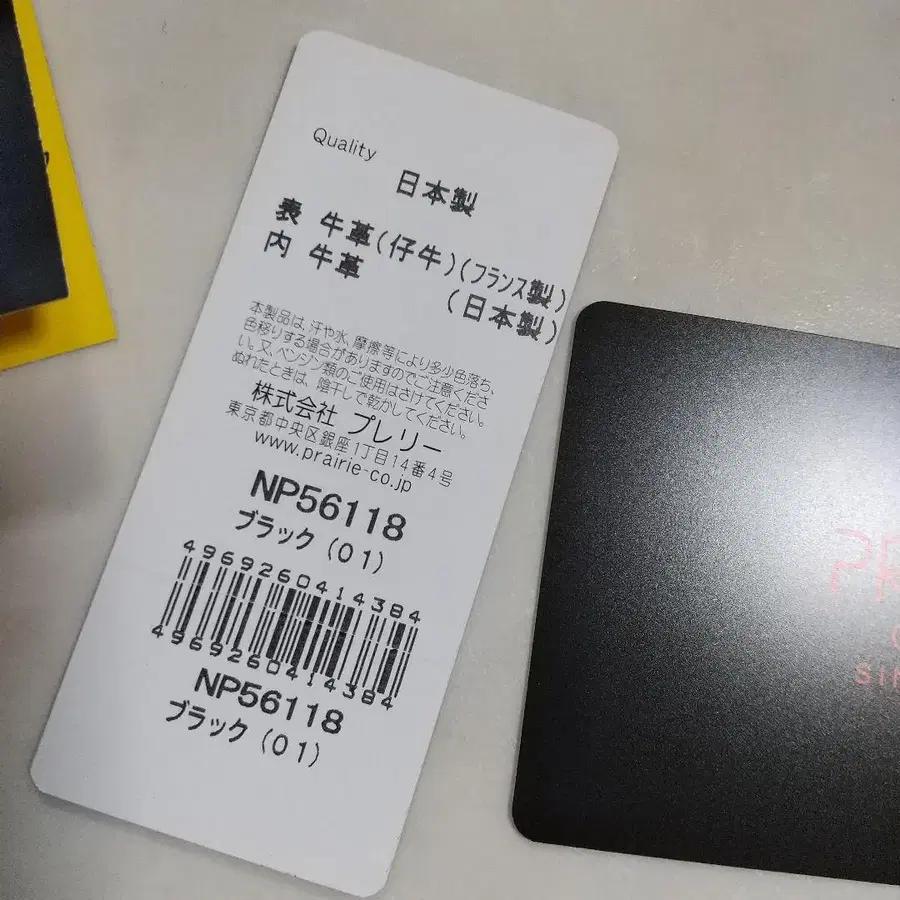 Quality
日本製
表 牛革(仔牛)(フランス製)
内 牛革 (日本製)
本製品は、汗や水、摩擦等により多少色落ち、
色移りする場合がありますのでご注意くださ
い。又、ベンジン類のご使用はさけてください。
ぬれたときは、陰干しで乾かしてください。
株式会社 プレリー
東京都中央区銀座1丁目14番4号
www.prairie-co.jp
NP56118
ブラック(01)
4969260414384
4969260414384
NP56118
ブラック(01)